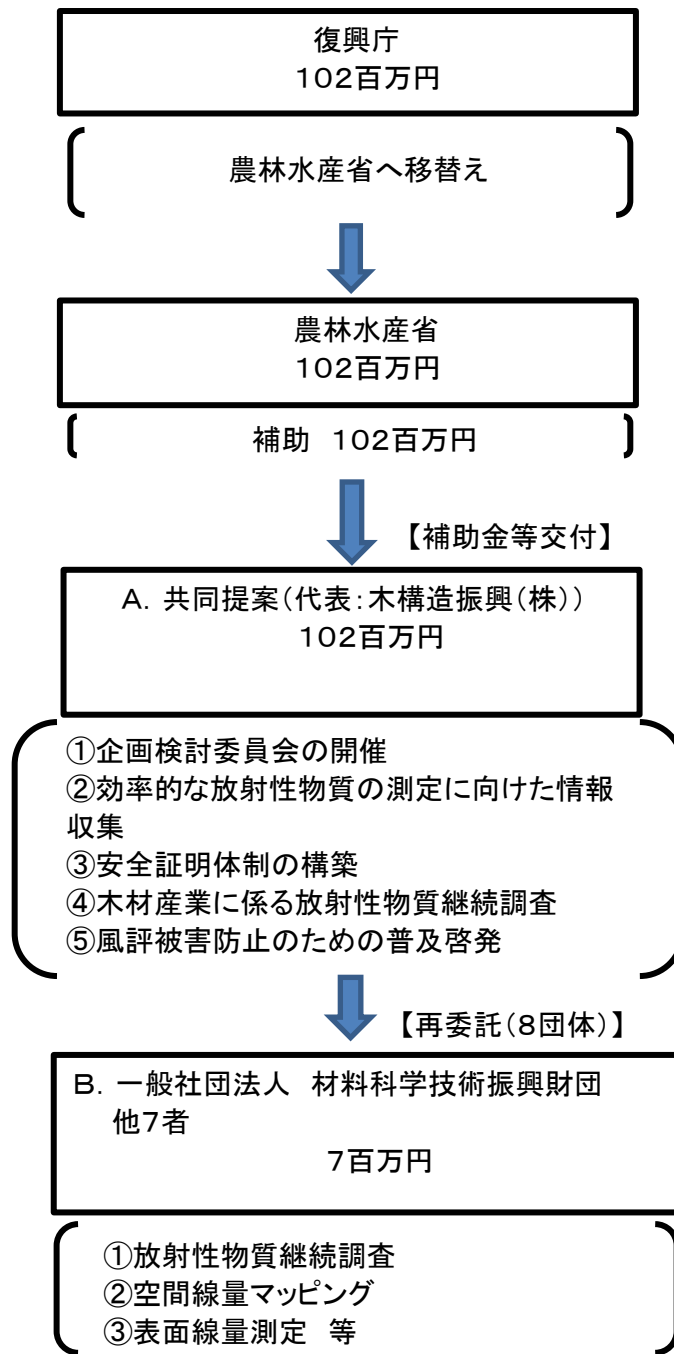 復興庁
102百万円
農林水産省へ移替え
農林水産省
102百万円
補助 102百万円
【補助金等交付】
A．共同提案（代表：木構造振興（株））
102百万円
①企画検討委員会の開催
②効率的な放射性物質の測定に向けた情報
収集
③安全証明体制の構築
④木材産業に係る放射性物質継続調査
⑤風評被害防止のための普及啓発
【再委託（8団体）】
B．一般社団法人　材料科学技術振興財団
他7者
7百万円
①放射性物質継続調査
②空間線量マッピング
③表面線量測定　等